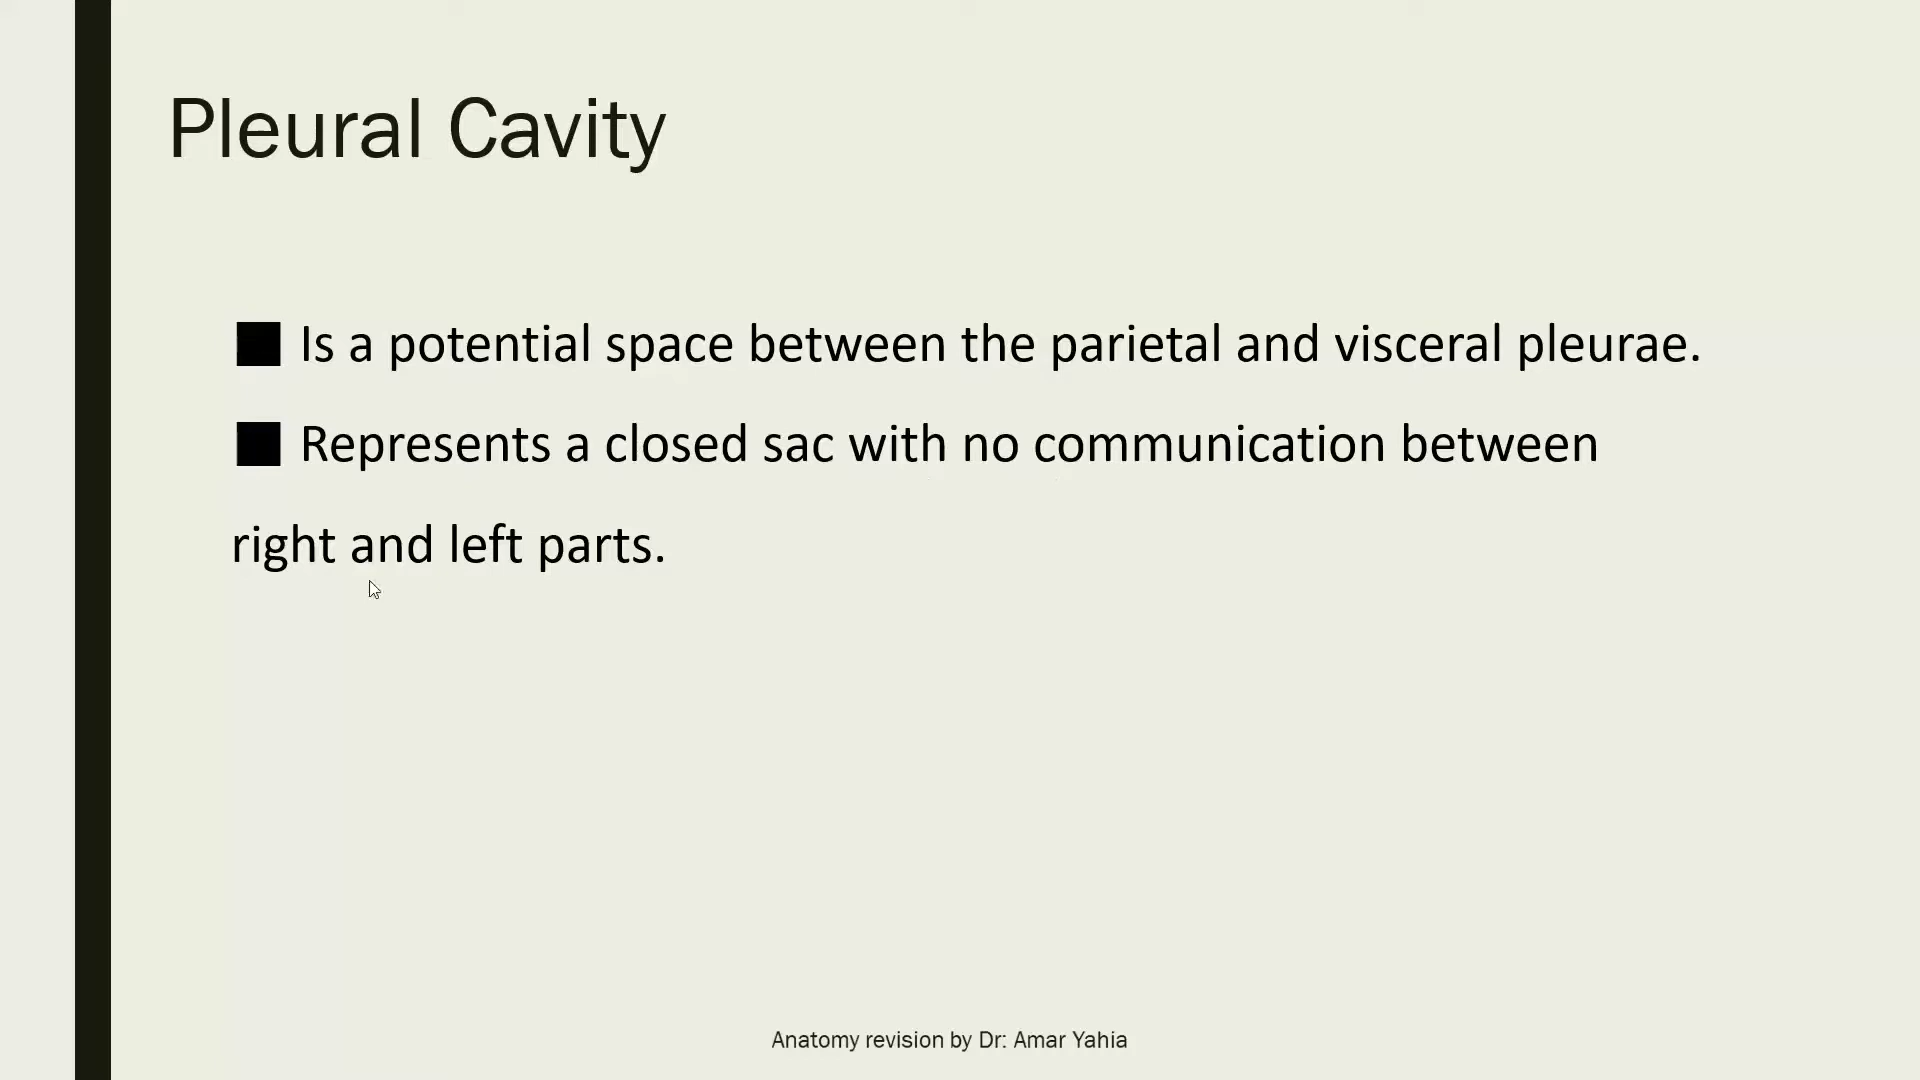 Pleural Cavity
■ Is a potential space between the parietal and visceral pleurae.
■ Represents a closed sac with no communication between
right and left parts.
Anatomy revision by Dr: Amar Yahia